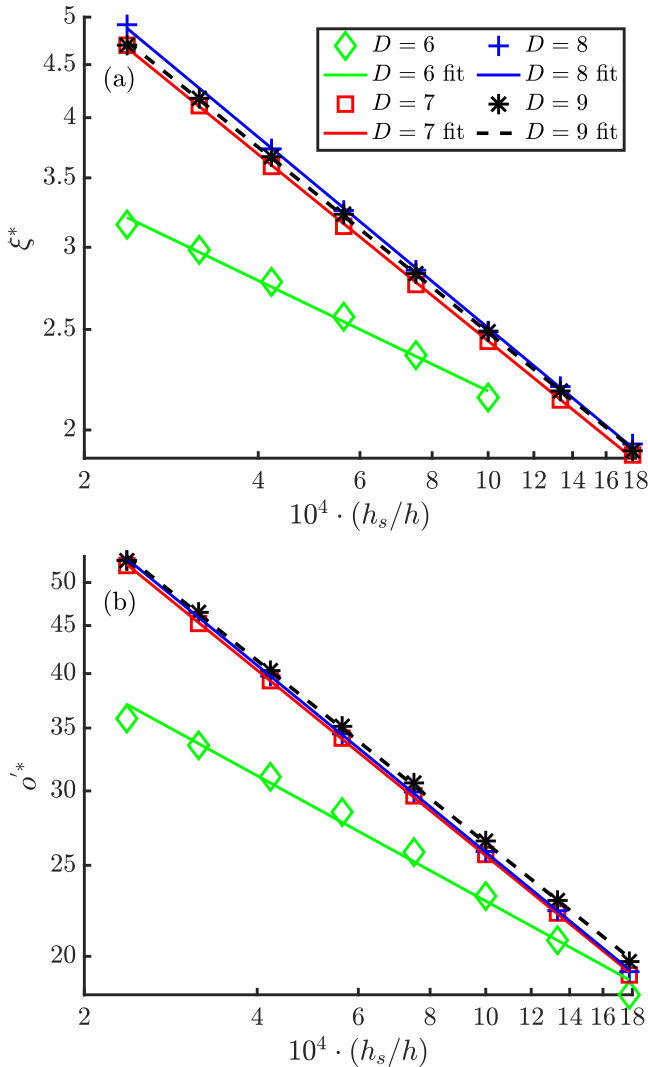 5
4.5
4
3.5
3
2.5
2
ξ*
(a)
D = 6
D = 6 fit
D = 7
D = 7 fit
D = 8
D = 8 fit
D = 9
D = 9 fit
2 4 6 8 10 12 14 16 18
10⁴ · (hₛ/h)
50
45
40
35
30
25
20
o′*
(b)
2 4 6 8 10 12 14 16 18
10⁴ · (hₛ/h)